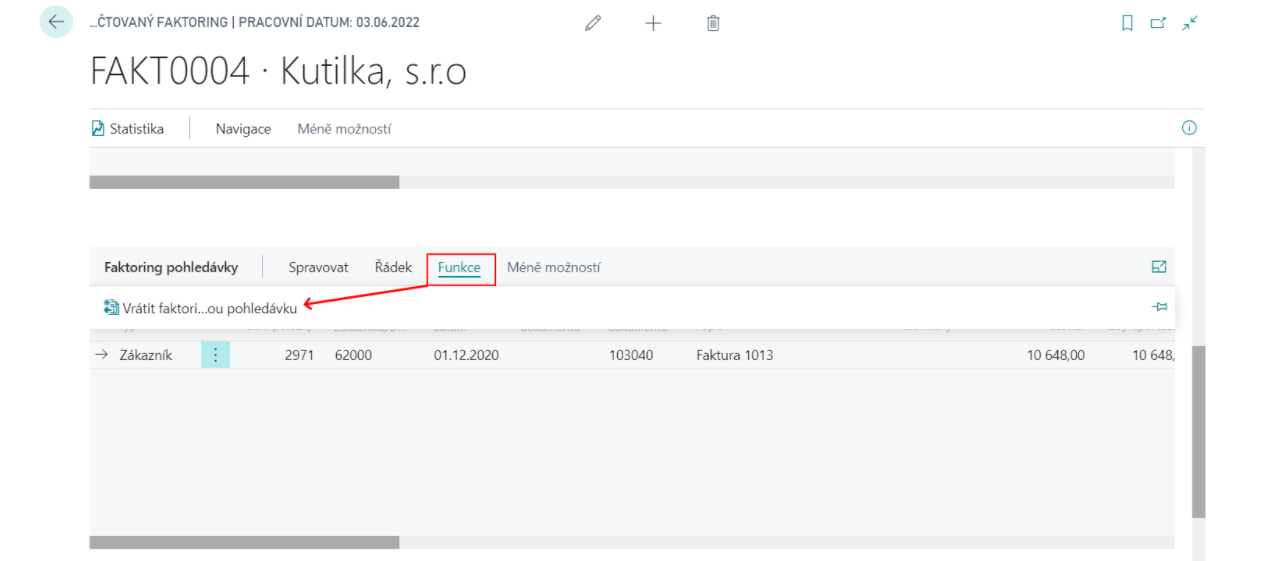 …ČTOVANÝ FAKTORING | PRACOVNÍ DATUM: 03.06.2022
FAKT0004 · Kutilka, s.r.o
Statistika Navigace Méně možností
Faktoring pohledávky Spravovat Řádek Funkce Méně možností
Vrátit faktori...ou pohledávku
Zákazník 2971 62000 01.12.2020 103040 Faktura 1013 10 648,00 10 648,